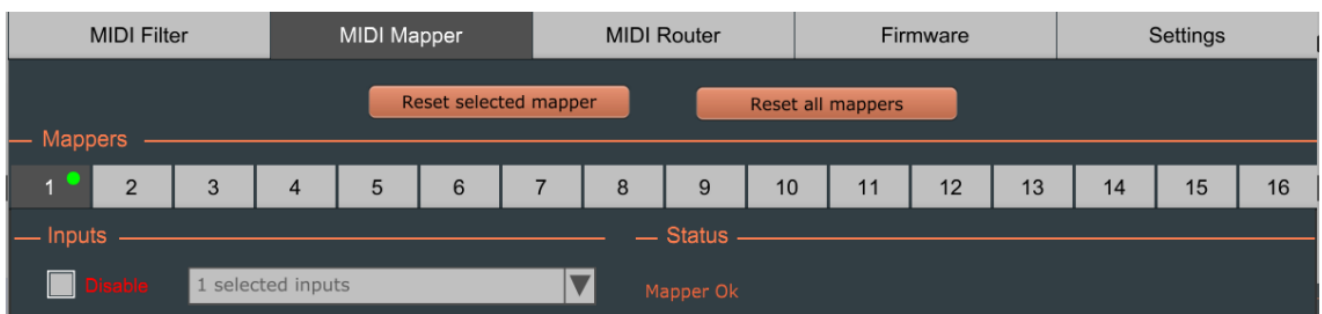 MIDI Filter MIDI Mapper MIDI Router Firmware Settings
Reset selected mapper Reset all mappers
Mappers
1 2 3 4 5 6 7 8 9 10 11 12 13 14 15 16
Inputs Status
Disable 1 selected inputs Mapper Ok